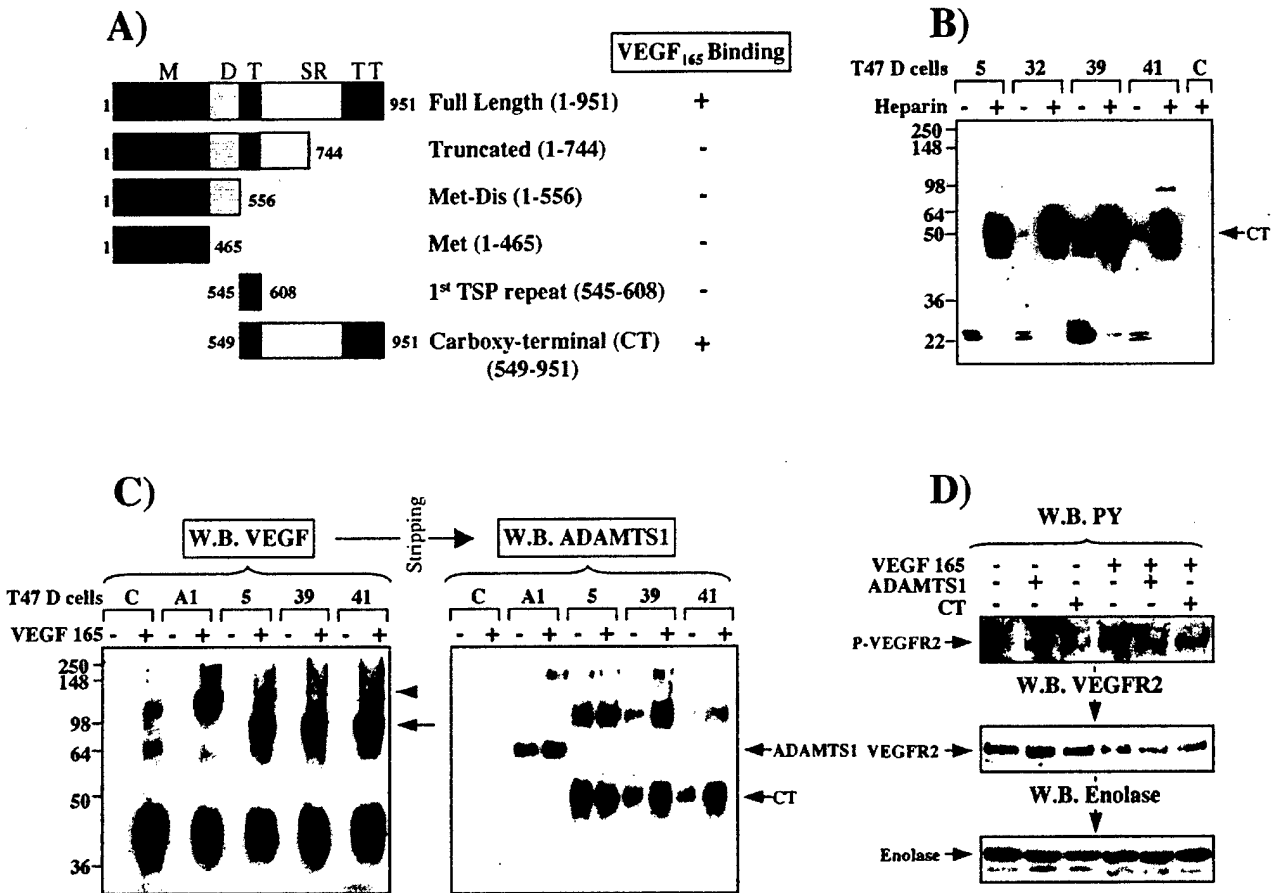 A)
VEGF165 Binding
M D T SR T T
1 951 Full Length (1-951) +
1 744 Truncated (1-744) -
1 556 Met-Dis (1-556) -
1 465 Met (1-465) -
545 608 1st TSP repeat (545-608) -
549 951 Carboxy-terminal (CT) +
(549-951)
B)
T47 D cells 5 32 39 41 C
Heparin - + - + - + - + +
250
148
98
64
50
CT
36
22
C)
W.B. VEGF Stripping W.B. ADAMTS1
T47 D cells C A1 5 39 41 C A1 5 39 41
VEGF 165 - + - + - + - + - + - + - + - + - + - +
250
148
98
64
ADAMTS1
50
CT
36
D)
W.B. PY
VEGF 165 - - - + + +
ADAMTS1 - + - - + -
CT - - + - - +
P-VEGFR2
W.B. VEGFR2
VEGFR2
W.B. Enolase
Enolase